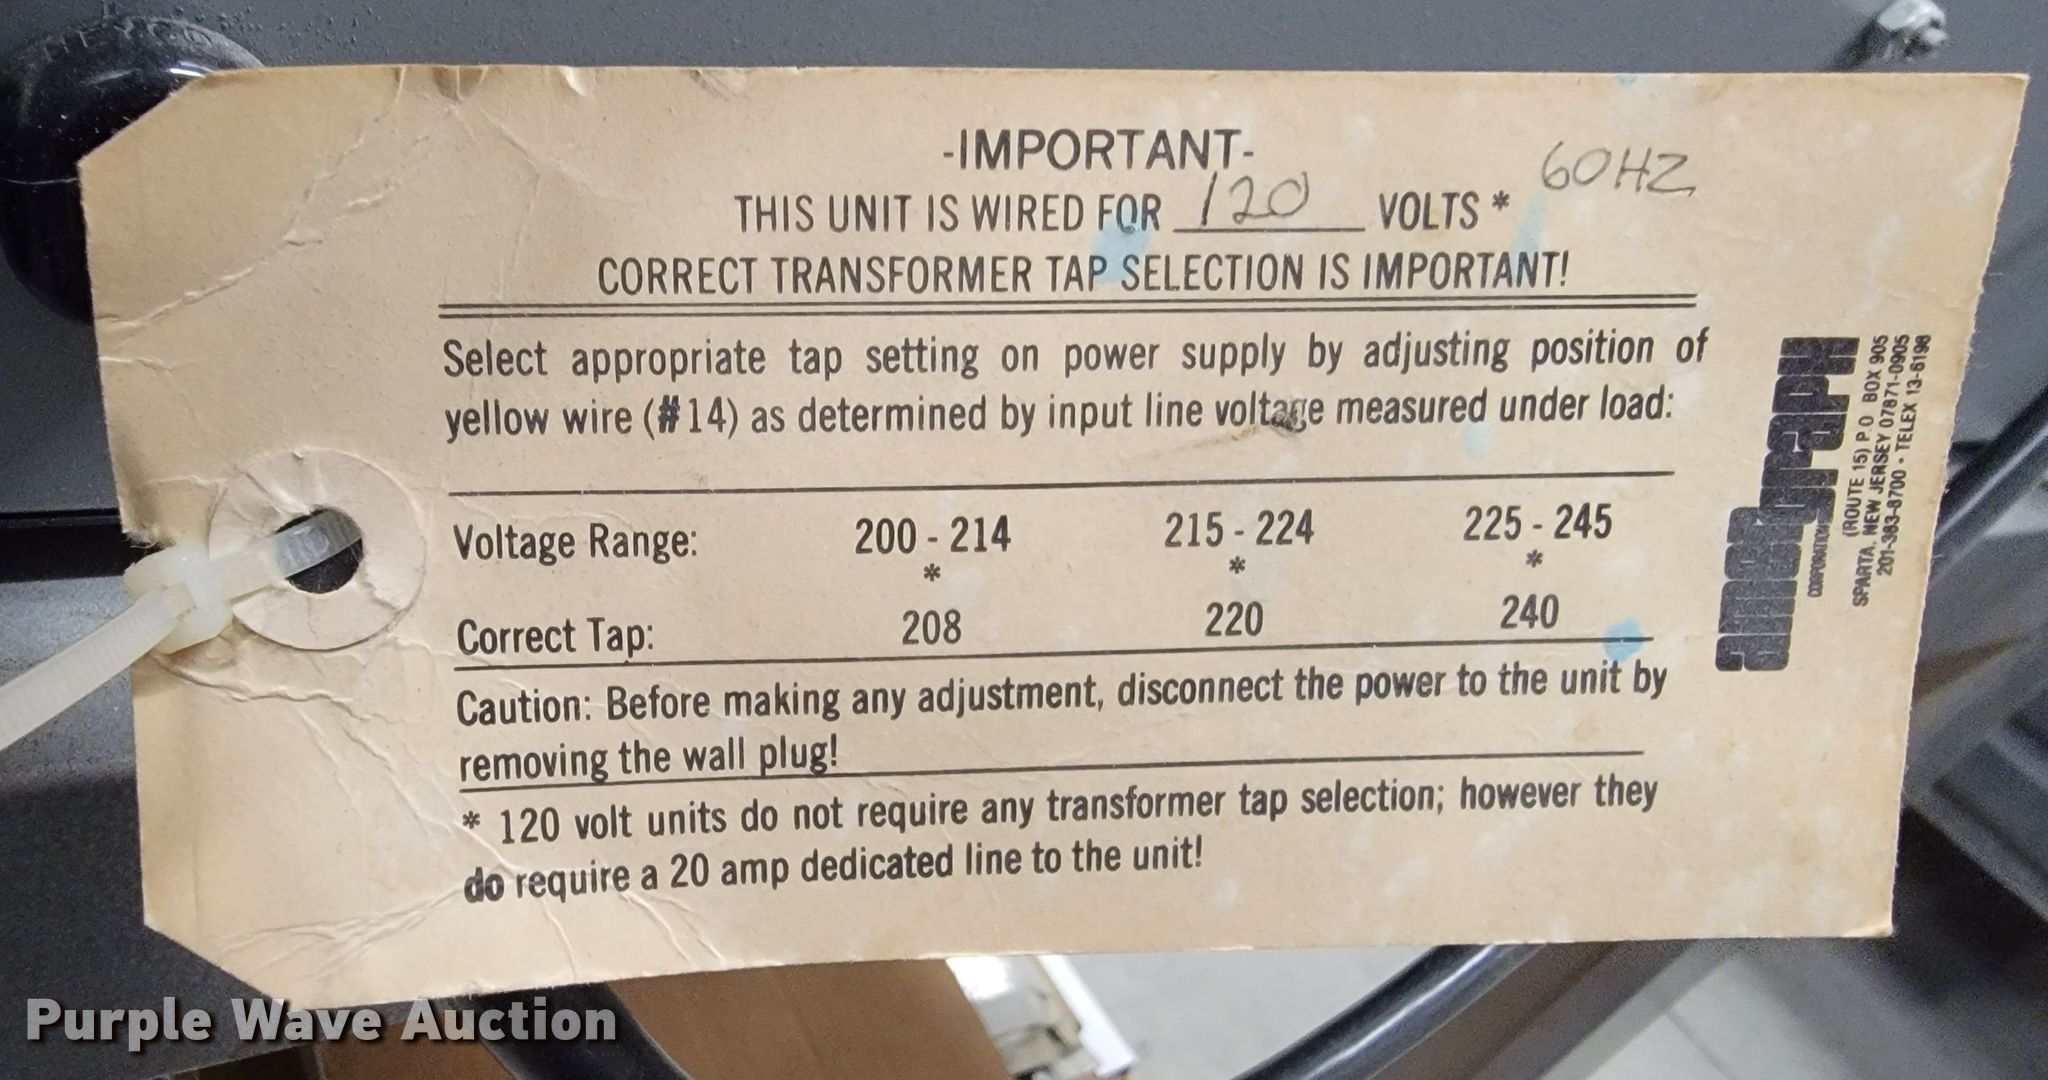 HEYCO
-IMPORTANT-
THIS UNIT IS WIRED FOR 120 VOLTS * 60HZ
CORRECT TRANSFORMER TAP SELECTION IS IMPORTANT!
Select appropriate tap setting on power supply by adjusting position of
yellow wire (#14) as determined by input line voltage measured under load:
Voltage Range: 200 - 214 215 - 224 225 - 245
* * *
Correct Tap: 208 220 240
Caution: Before making any adjustment, disconnect the power to the unit by
removing the wall plug!
* 120 volt units do not require any transformer tap selection; however they
do require a 20 amp dedicated line to the unit!
amergraph
CORPORATION
(ROUTE 15) P.O BOX 905
SPARTA, NEW JERSEY 07871-0905
201-383-8700 • TELEX 13-6198
Purple Wave Auction